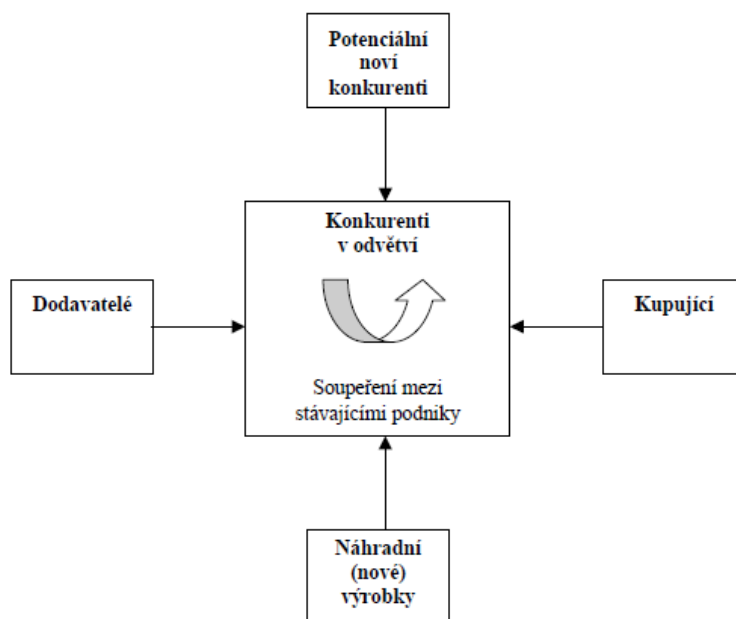 Potenciální
noví
konkurenti
Konkurenti
v odvětví
Dodavatelé
Kupující
Soupeření mezi
stávajícími podniky
Náhradní
(nové)
výrobky